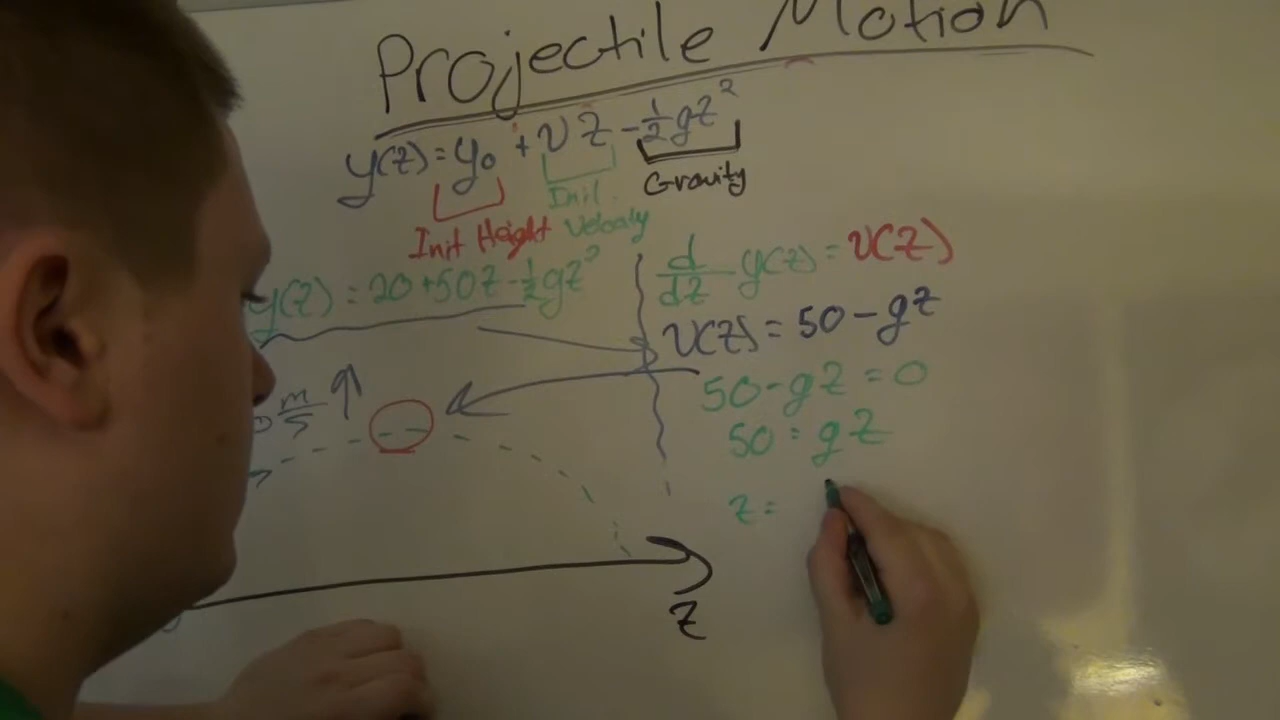 Projectile Motion
y(z) = y₀ + vz - ½gz²
Init Height
Init. Velocity
Gravity
y(z) = 20 + 50z - ½gz²
d/dz y(z) = v(z)
v(z) = 50 - gz
50 - gz = 0
50 = gz
z =
m/s
z